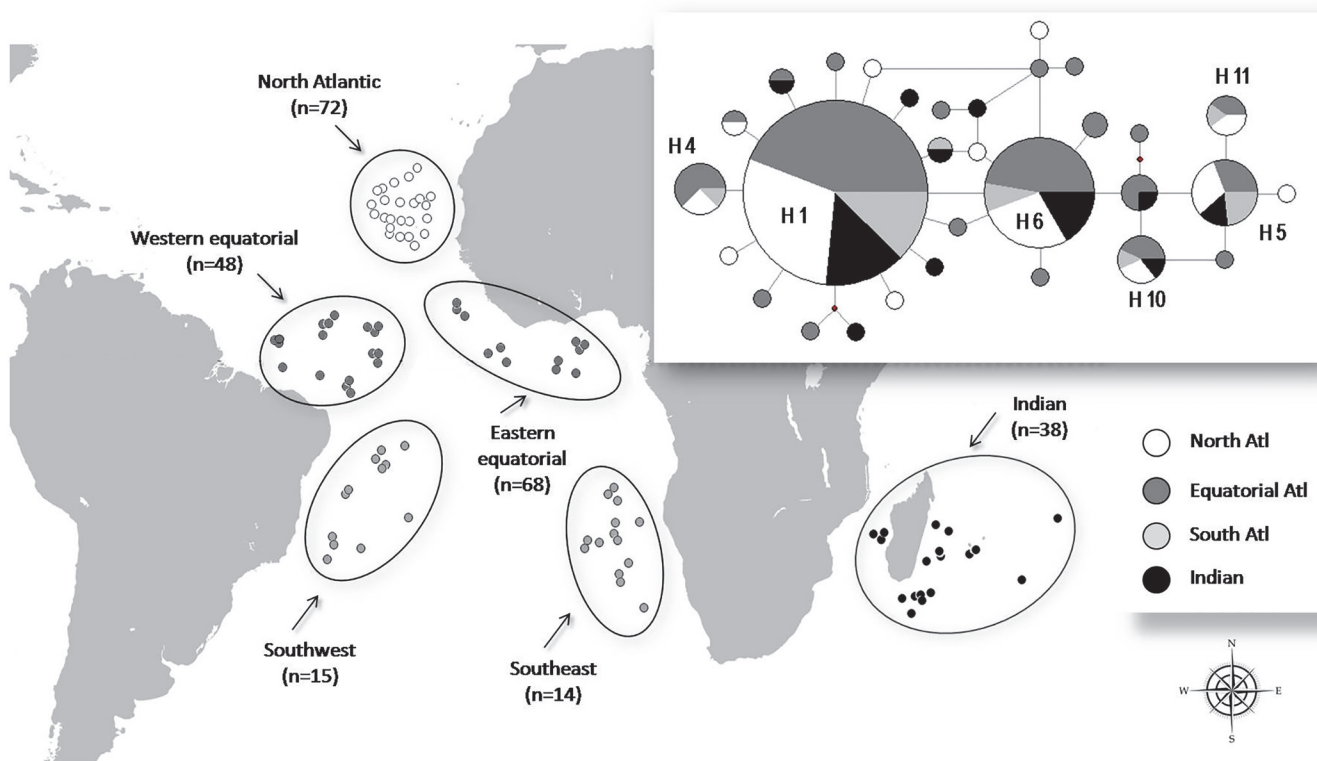 North Atlantic
(n=72)
Western equatorial
(n=48)
Eastern
equatorial
(n=68)
Southwest
(n=15)
Southeast
(n=14)
Indian
(n=38)
H 4
H 1
H 6
H 11
H 5
H 10
North Atl
Equatorial Atl
South Atl
Indian
N
W
E
S